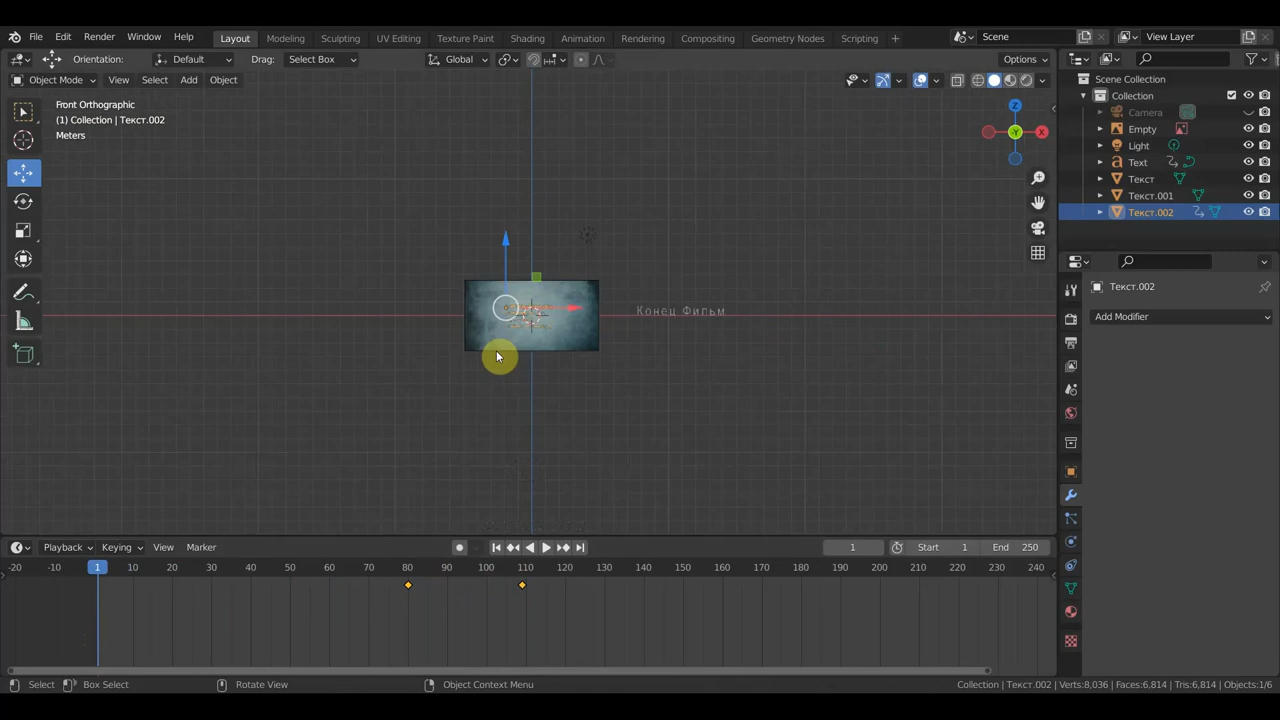 File Edit Render Window Help
Layout Modeling Sculpting UV Editing Texture Paint Shading Animation Rendering Compositing Geometry Nodes Scripting +
Scene View Layer
Orientation: Default Drag: Select Box Global Options
Object Mode View Select Add Object
Front Orthographic
(1) Collection | Текст.002
Meters
Z
X
-Y
Конец Фильм
Scene Collection
Collection
Camera
Empty
Light
Text
Текст
Текст.001
Текст.002
Текст.002
Add Modifier
Playback Keying View Marker 1 Start 1 End 250
-20 -10 1 10 20 30 40 50 60 70 80 90 100 110 120 130 140 150 160 170 180 190 200 210 220 230 240
Select Box Select Rotate View Object Context Menu Collection | Текст.002 | Verts:8,036 | Faces:6,814 | Tris:6,814 | Objects:1/6